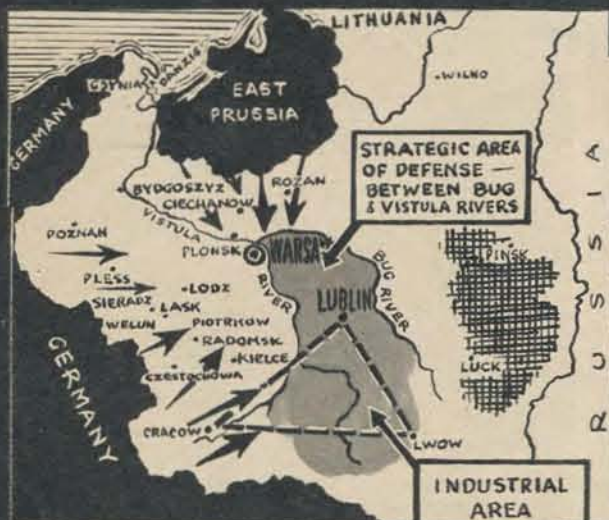 LITHUANIA
GDYNIA
DANZIG
WILNO
EAST
PRUSSIA
GERMANY
STRATEGIC AREA
OF DEFENSE —
BETWEEN BUG
& VISTULA RIVERS
ROZAN
BYDGOSZYZ
CIECHANOW
VISTULA
POZNAN
PLONSK
WARSAW
RIVER
BUG RIVER
PINSK
RUSSIA
PLESS
LODZ
SIERADZ
LASK
LUBLIN
WELUN
PIOTRKOW
RADOMSK
KIELCE
LUCK
GERMANY
CZESTOCHOWA
CRACOW
LWOW
INDUSTRIAL
AREA